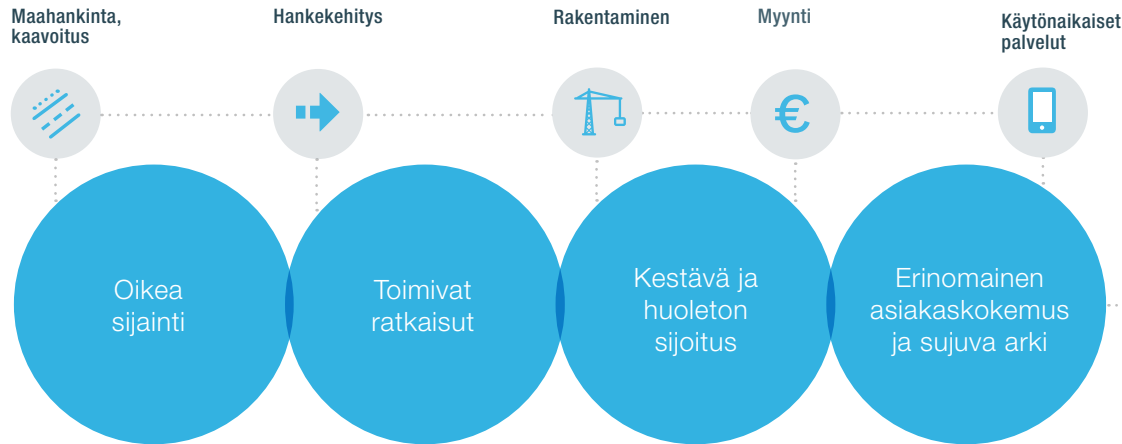 Maahankinta,
kaavoitus
Hankekehitys
Rakentaminen
Myynti
Käytönaikaiset
palvelut
€
Oikea
sijainti
Toimivat
ratkaisut
Kestävä ja
huoleton
sijoitus
Erinomainen
asiakaskokemus
ja sujuva arki